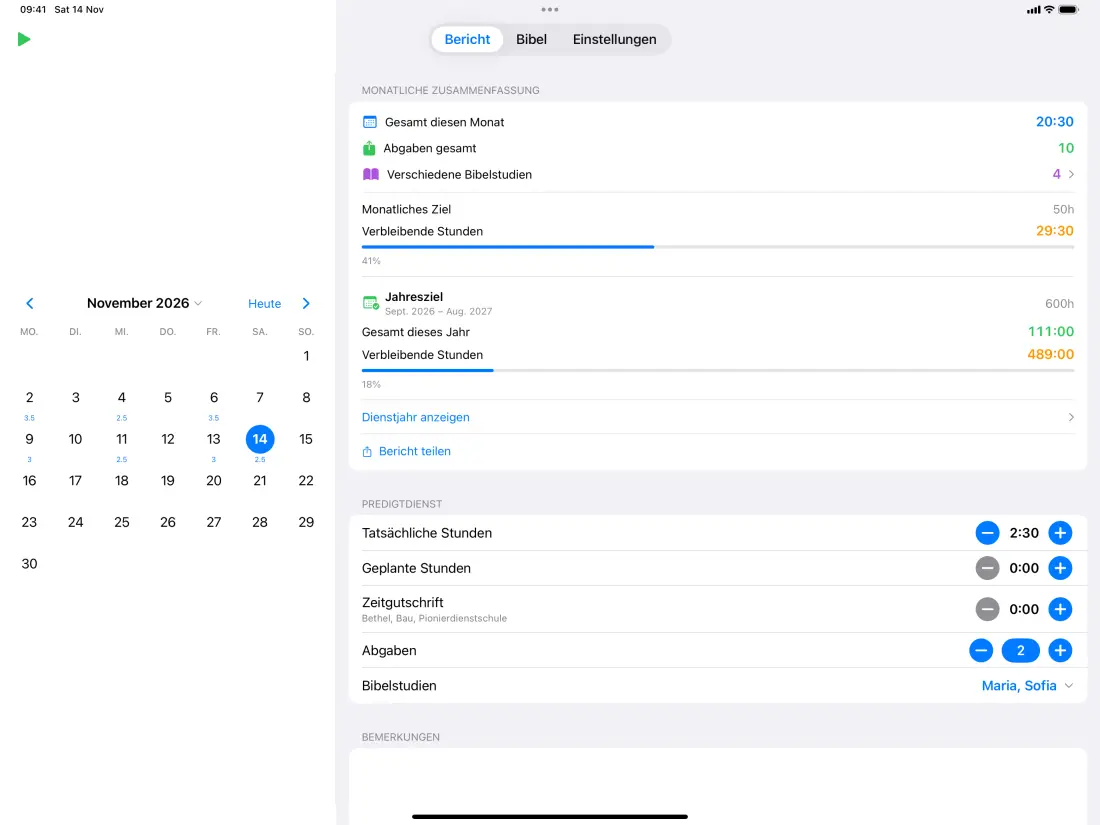 09:41 Sat 14 Nov
Bericht Bibel Einstellungen
November 2026 Heute
MO. DI. MI. DO. FR. SA. SO.
1
2 3 4 5 6 7 8
3.5 2.5 3.5
9 10 11 12 13 14 15
3 2.5 3 2.5
16 17 18 19 20 21 22
23 24 25 26 27 28 29
30
MONATLICHE ZUSAMMENFASSUNG
Gesamt diesen Monat 20:30
Abgaben gesamt 10
Verschiedene Bibelstudien 4
Monatliches Ziel 50h
Verbleibende Stunden 29:30
41%
Jahresziel 600h
Sept. 2026 – Aug. 2027
Gesamt dieses Jahr 111:00
Verbleibende Stunden 489:00
18%
Dienstjahr anzeigen
Bericht teilen
PREDIGTDIENST
Tatsächliche Stunden 2:30
Geplante Stunden 0:00
Zeitgutschrift 0:00
Bethel, Bau, Pionierdienstschule
Abgaben 2
Bibelstudien Maria, Sofia
BEMERKUNGEN